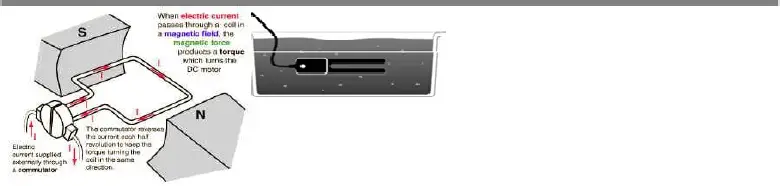 S
When electric current
passes through a coil in
a magnetic field, the
magnetic force
produces a torque
which turns the
DC motor
N
Electric
current supplied
externally through
a commutator
The commutator reverses
the current each half
revolution to keep the
torque turning the
coil in the same
direction.